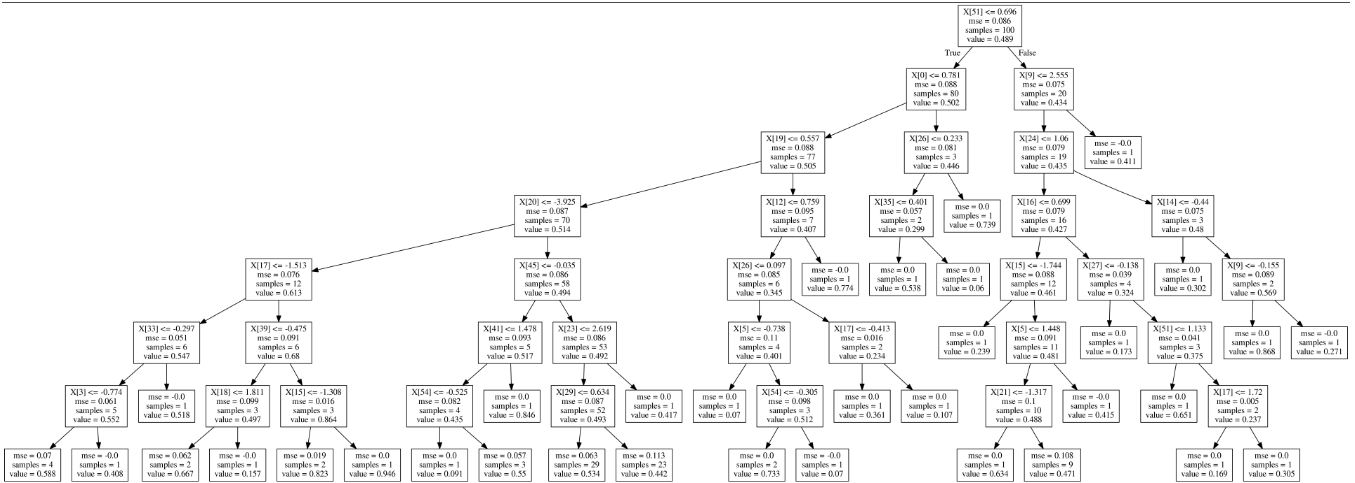 X[51] <= 0.696
mse = 0.086
samples = 100
value = 0.489
True
False
X[0] <= 0.781
mse = 0.088
samples = 80
value = 0.502
X[9] <= 2.555
mse = 0.075
samples = 20
value = 0.434
X[19] <= 0.557
mse = 0.088
samples = 77
value = 0.505
X[26] <= 0.233
mse = 0.081
samples = 3
value = 0.446
X[24] <= 1.06
mse = 0.079
samples = 19
value = 0.435
mse = -0.0
samples = 1
value = 0.411
X[20] <= -3.925
mse = 0.087
samples = 70
value = 0.514
X[12] <= 0.759
mse = 0.095
samples = 7
value = 0.407
X[35] <= 0.401
mse = 0.057
samples = 2
value = 0.299
mse = 0.0
samples = 1
value = 0.739
X[16] <= 0.699
mse = 0.079
samples = 16
value = 0.427
X[14] <= -0.44
mse = 0.075
samples = 3
value = 0.48
X[17] <= -1.513
mse = 0.076
samples = 12
value = 0.613
X[45] <= -0.035
mse = 0.086
samples = 58
value = 0.494
X[26] <= 0.097
mse = 0.085
samples = 6
value = 0.345
mse = -0.0
samples = 1
value = 0.774
mse = 0.0
samples = 1
value = 0.538
mse = 0.0
samples = 1
value = 0.06
X[15] <= -1.744
mse = 0.088
samples = 12
value = 0.461
X[27] <= -0.138
mse = 0.039
samples = 4
value = 0.324
mse = 0.0
samples = 1
value = 0.302
X[9] <= -0.155
mse = 0.089
samples = 2
value = 0.569
X[33] <= -0.297
mse = 0.051
samples = 6
value = 0.547
X[39] <= -0.475
mse = 0.091
samples = 6
value = 0.68
X[41] <= 1.478
mse = 0.093
samples = 5
value = 0.517
X[23] <= 2.619
mse = 0.086
samples = 53
value = 0.492
X[5] <= -0.738
mse = 0.11
samples = 4
value = 0.401
X[17] <= -0.413
mse = 0.016
samples = 2
value = 0.234
mse = 0.0
samples = 1
value = 0.239
X[5] <= 1.448
mse = 0.091
samples = 11
value = 0.481
mse = 0.0
samples = 1
value = 0.173
X[51] <= 1.133
mse = 0.041
samples = 3
value = 0.375
mse = 0.0
samples = 1
value = 0.868
mse = -0.0
samples = 1
value = 0.271
X[3] <= -0.774
mse = 0.061
samples = 5
value = 0.552
mse = -0.0
samples = 1
value = 0.518
X[18] <= 1.811
mse = 0.099
samples = 3
value = 0.497
X[15] <= -1.308
mse = 0.016
samples = 3
value = 0.864
X[54] <= -0.525
mse = 0.082
samples = 4
value = 0.435
mse = 0.0
samples = 1
value = 0.846
X[29] <= 0.634
mse = 0.087
samples = 52
value = 0.493
mse = 0.0
samples = 1
value = 0.417
mse = 0.0
samples = 1
value = 0.07
X[54] <= -0.305
mse = 0.098
samples = 3
value = 0.512
mse = 0.0
samples = 1
value = 0.361
mse = 0.0
samples = 1
value = 0.107
X[21] <= -1.317
mse = 0.1
samples = 10
value = 0.488
mse = -0.0
samples = 1
value = 0.415
mse = 0.0
samples = 1
value = 0.651
X[17] <= 1.72
mse = 0.005
samples = 2
value = 0.237
mse = 0.07
samples = 4
value = 0.588
mse = -0.0
samples = 1
value = 0.408
mse = 0.062
samples = 2
value = 0.667
mse = -0.0
samples = 1
value = 0.157
mse = 0.019
samples = 2
value = 0.823
mse = 0.0
samples = 1
value = 0.946
mse = 0.0
samples = 1
value = 0.091
mse = 0.057
samples = 3
value = 0.55
mse = 0.063
samples = 29
value = 0.534
mse = 0.113
samples = 23
value = 0.442
mse = 0.0
samples = 2
value = 0.733
mse = -0.0
samples = 1
value = 0.07
mse = 0.0
samples = 1
value = 0.634
mse = 0.108
samples = 9
value = 0.471
mse = 0.0
samples = 1
value = 0.169
mse = 0.0
samples = 1
value = 0.305